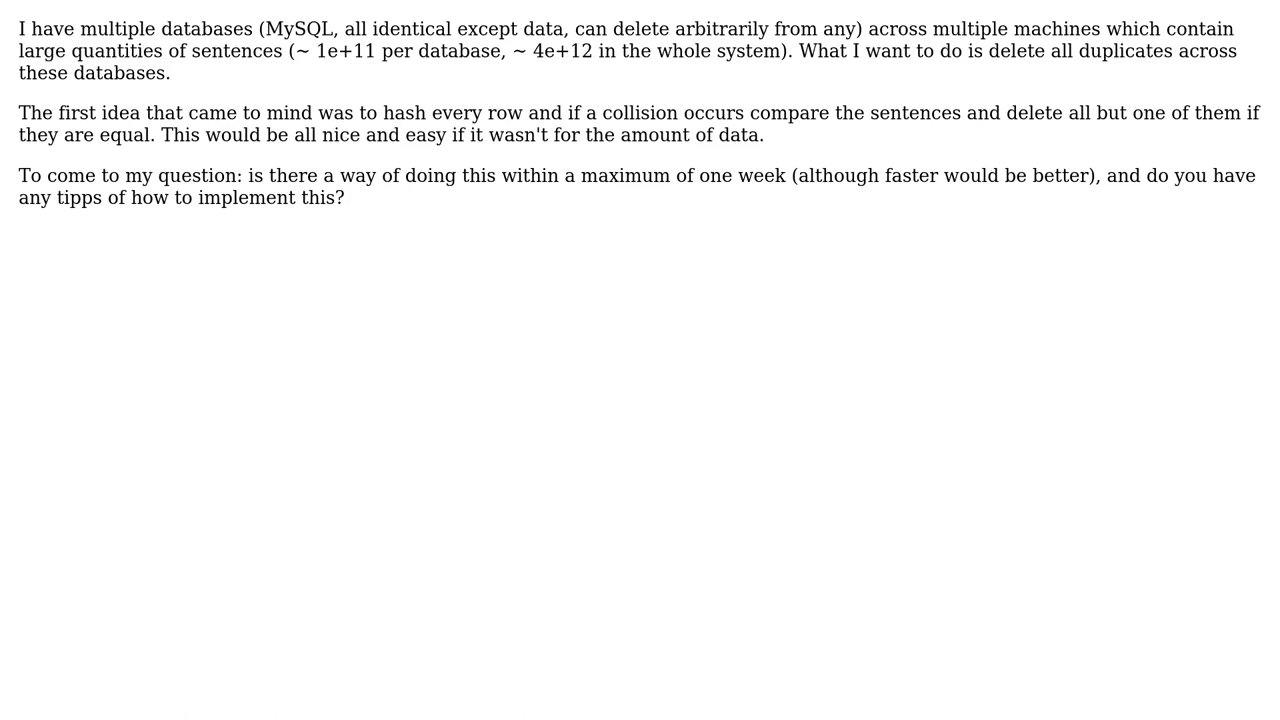 I have multiple databases (MySQL, all identical except data, can delete arbitrarily from any) across multiple machines which contain
large quantities of sentences (~ 1e+11 per database, ~ 4e+12 in the whole system). What I want to do is delete all duplicates across
these databases.
The first idea that came to mind was to hash every row and if a collision occurs compare the sentences and delete all but one of them if
they are equal. This would be all nice and easy if it wasn't for the amount of data.
To come to my question: is there a way of doing this within a maximum of one week (although faster would be better), and do you have
any tipps of how to implement this?